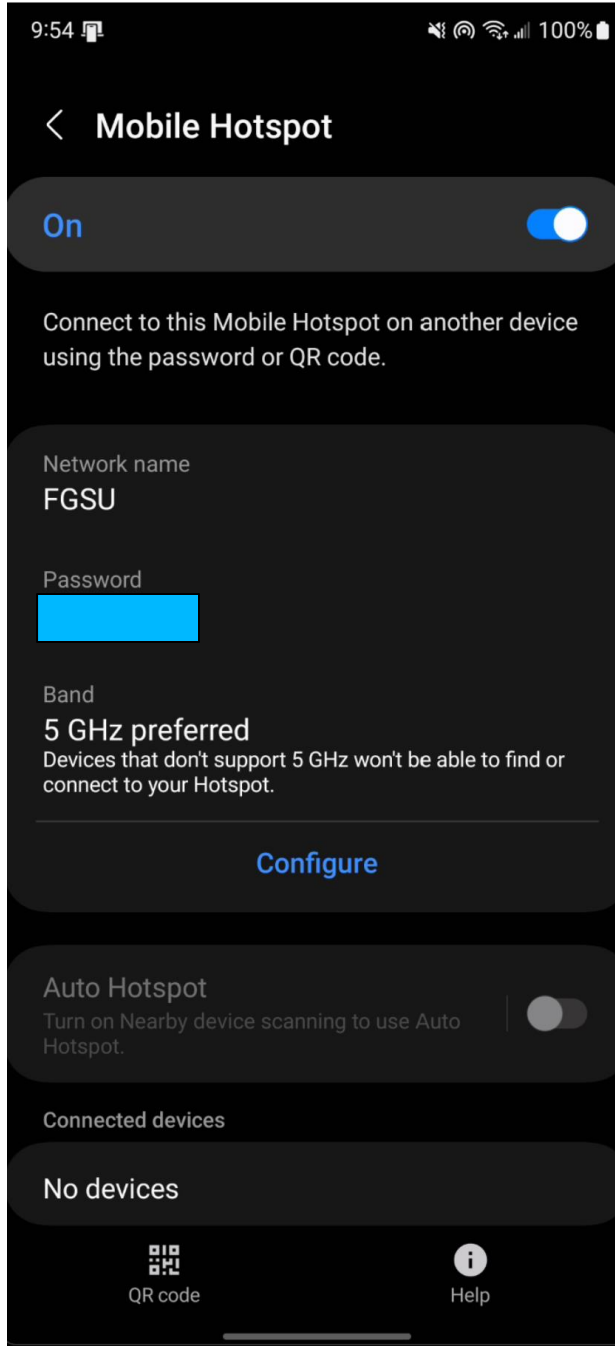 9:54
100%
Mobile Hotspot
On
Connect to this Mobile Hotspot on another device
using the password or QR code.
Network name
FGSU
Password
Band
5 GHz preferred
Devices that don't support 5 GHz won't be able to find or
connect to your Hotspot.
Configure
Auto Hotspot
Turn on Nearby device scanning to use Auto
Hotspot.
Connected devices
No devices
QR code
Help